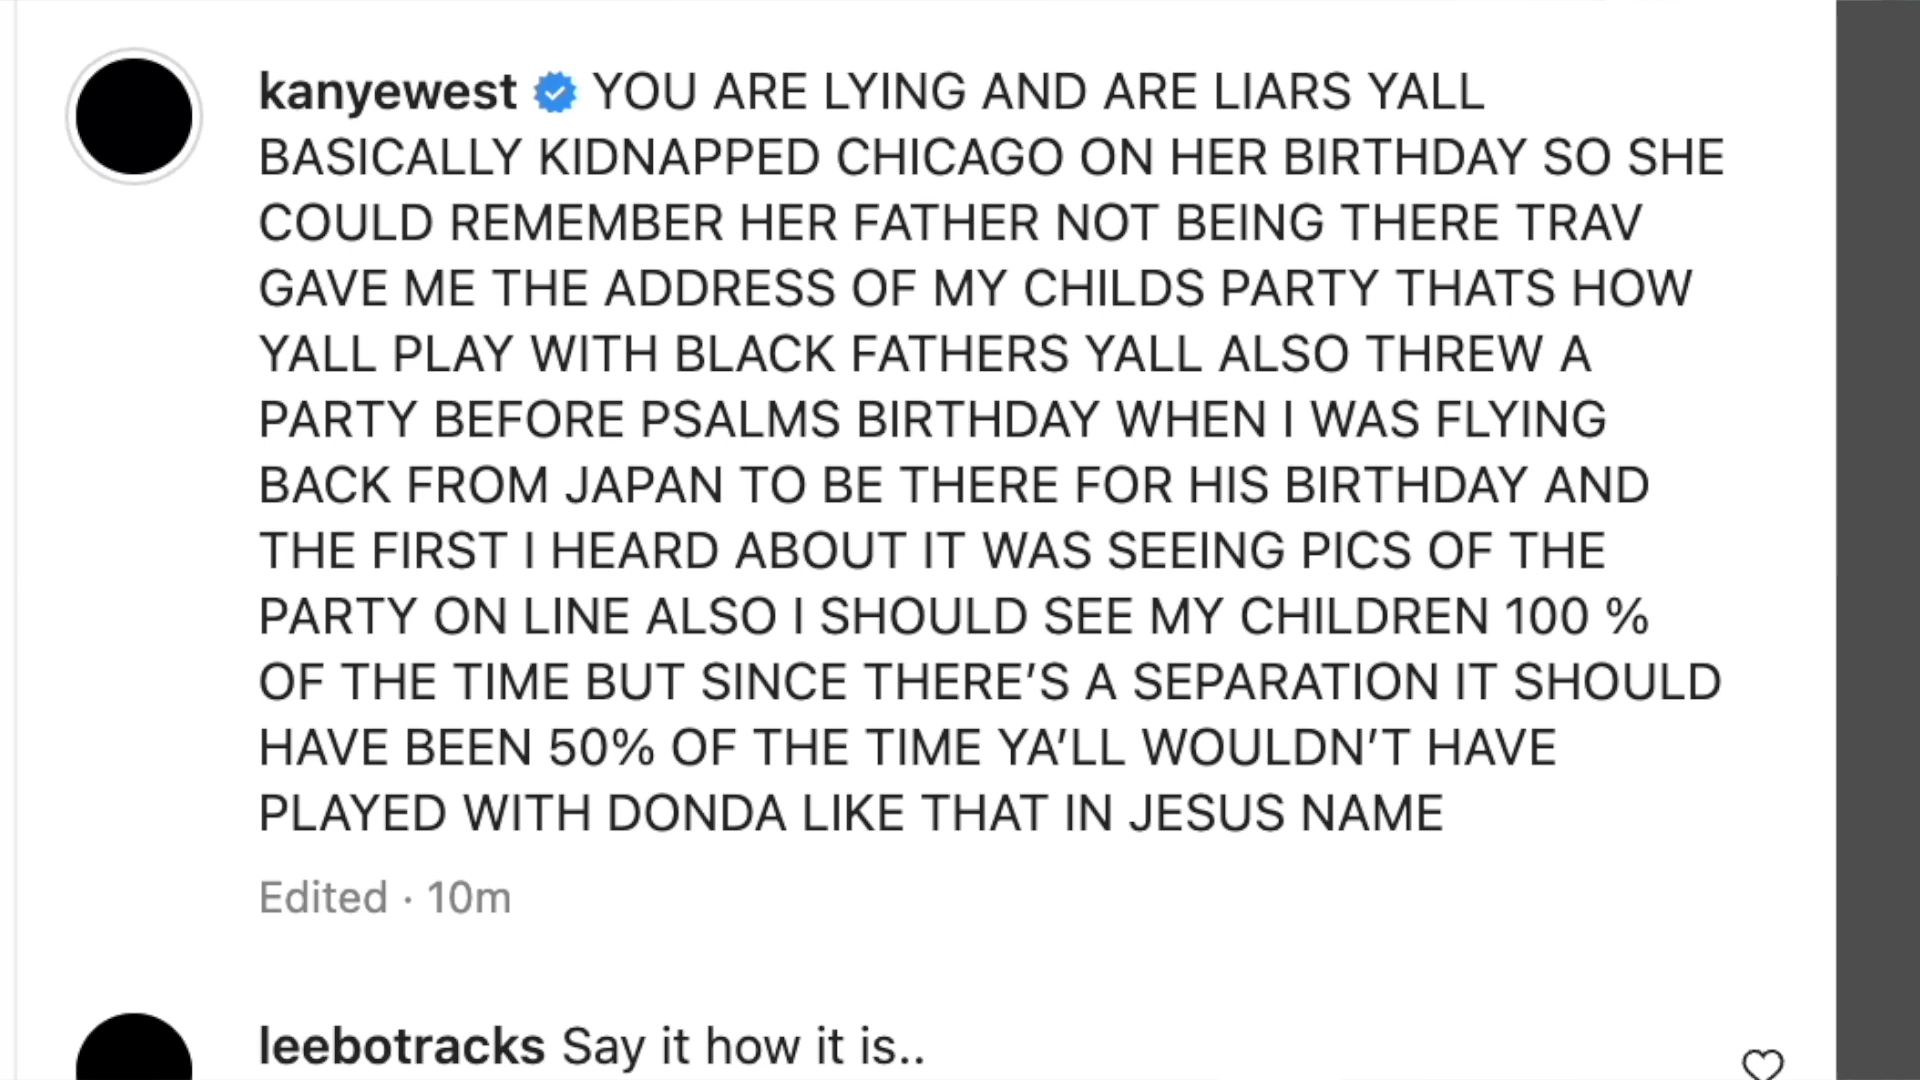 kanyewest YOU ARE LYING AND ARE LIARS YALL
BASICALLY KIDNAPPED CHICAGO ON HER BIRTHDAY SO SHE
COULD REMEMBER HER FATHER NOT BEING THERE TRAV
GAVE ME THE ADDRESS OF MY CHILDS PARTY THATS HOW
YALL PLAY WITH BLACK FATHERS YALL ALSO THREW A
PARTY BEFORE PSALMS BIRTHDAY WHEN I WAS FLYING
BACK FROM JAPAN TO BE THERE FOR HIS BIRTHDAY AND
THE FIRST I HEARD ABOUT IT WAS SEEING PICS OF THE
PARTY ON LINE ALSO I SHOULD SEE MY CHILDREN 100 %
OF THE TIME BUT SINCE THERE’S A SEPARATION IT SHOULD
HAVE BEEN 50% OF THE TIME YA’LL WOULDN’T HAVE
PLAYED WITH DONDA LIKE THAT IN JESUS NAME
Edited · 10m
leebotracks Say it how it is..